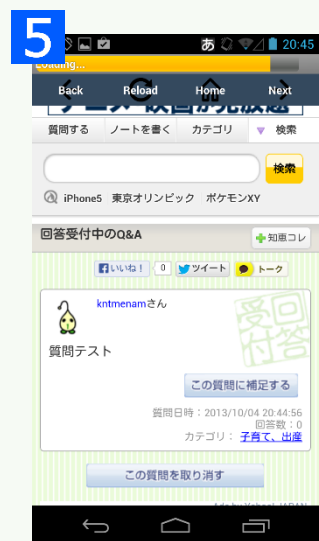 5
あ 20:45
Loading...
Back Reload Home Next
質問する ノートを書く カテゴリ ▼ 検索
検索
iPhone5 東京オリンピック ポケモンXY
回答受付中のQ&A
知恵コレ
いいね！ 0 ツイート トーク
kntmenamさん
回答
受付
質問テスト
この質問に補足する
質問日時：2013/10/04 20:44:56
回答数：0
カテゴリ： 子育て、出産
この質問を取り消す